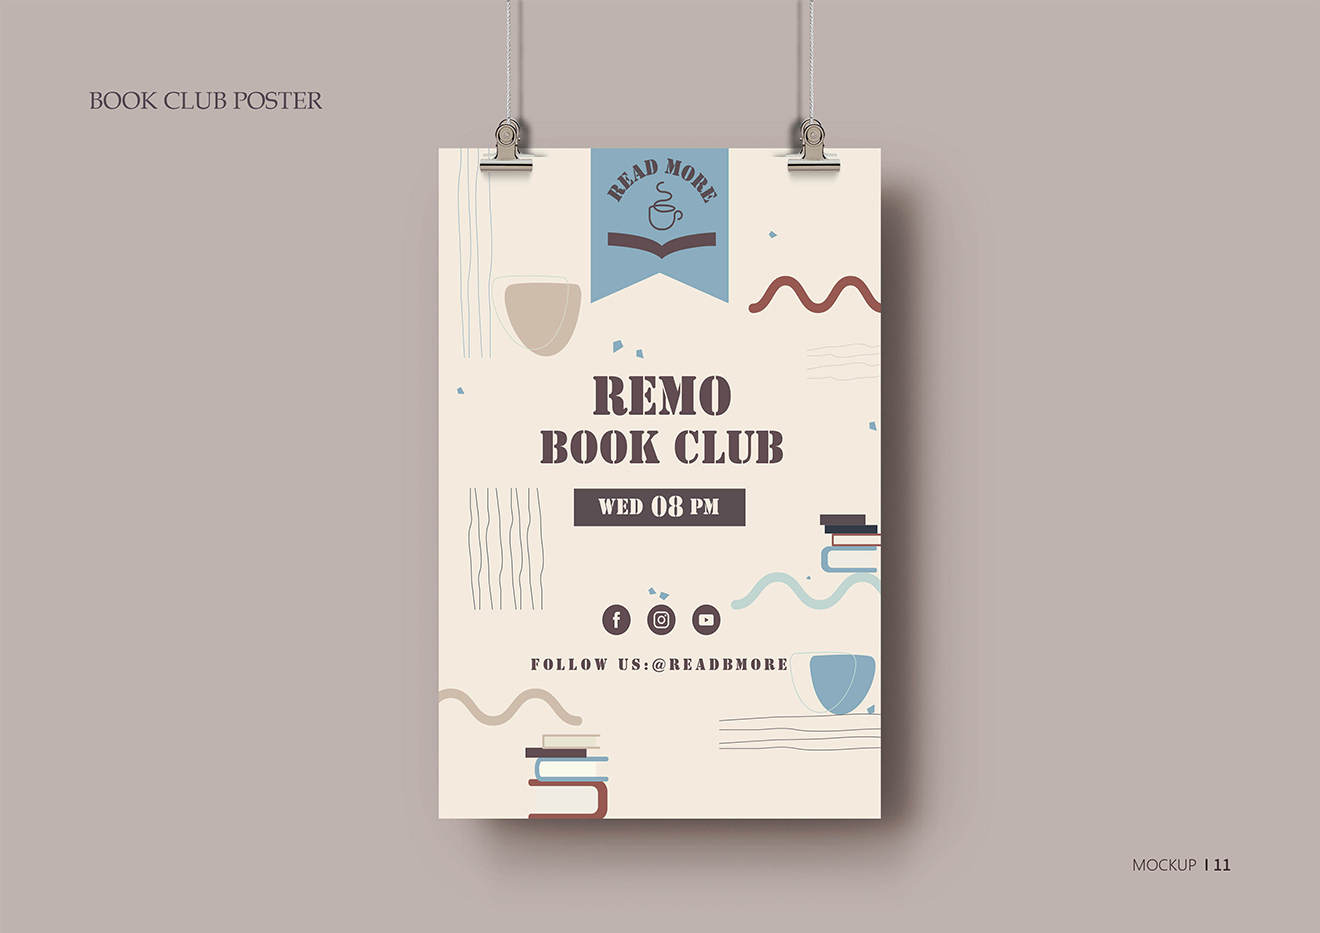 BOOK CLUB POSTER
READ MORE
REMO
BOOK CLUB
WED 08 PM
FOLLOW US:@READBMORE
MOCKUP | 11